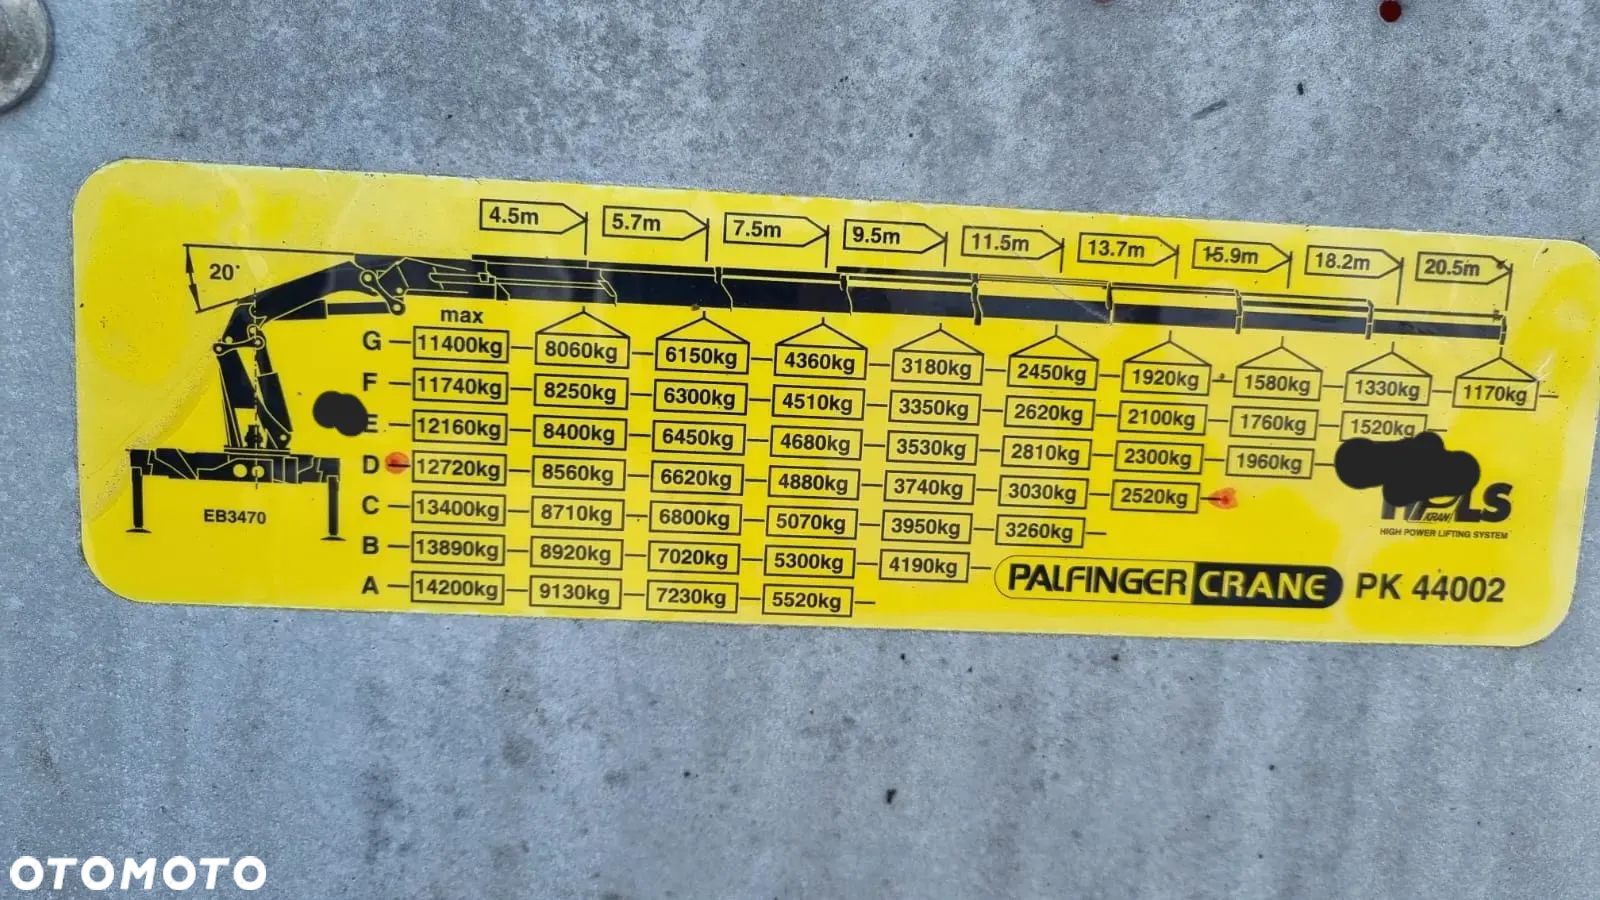 4.5m 5.7m 7.5m 9.5m 11.5m 13.7m 15.9m 18.2m 20.5m
20°
max
G 11400kg 8060kg 6150kg 4360kg 3180kg 2450kg 1920kg 1580kg 1330kg 1170kg
F 11740kg 8250kg 6300kg 4510kg 3350kg 2620kg 2100kg 1760kg 1520kg
E 12160kg 8400kg 6450kg 4680kg 3530kg 2810kg 2300kg 1960kg
D 12720kg 8560kg 6620kg 4880kg 3740kg 3030kg 2520kg
C 13400kg 8710kg 6800kg 5070kg 3950kg 3260kg
B 13890kg 8920kg 7020kg 5300kg 4190kg
A 14200kg 9130kg 7230kg 5520kg
EB3470
KRAN
HIGH POWER LIFTING SYSTEM
PALFINGER CRANE PK 44002
OTOMOTO